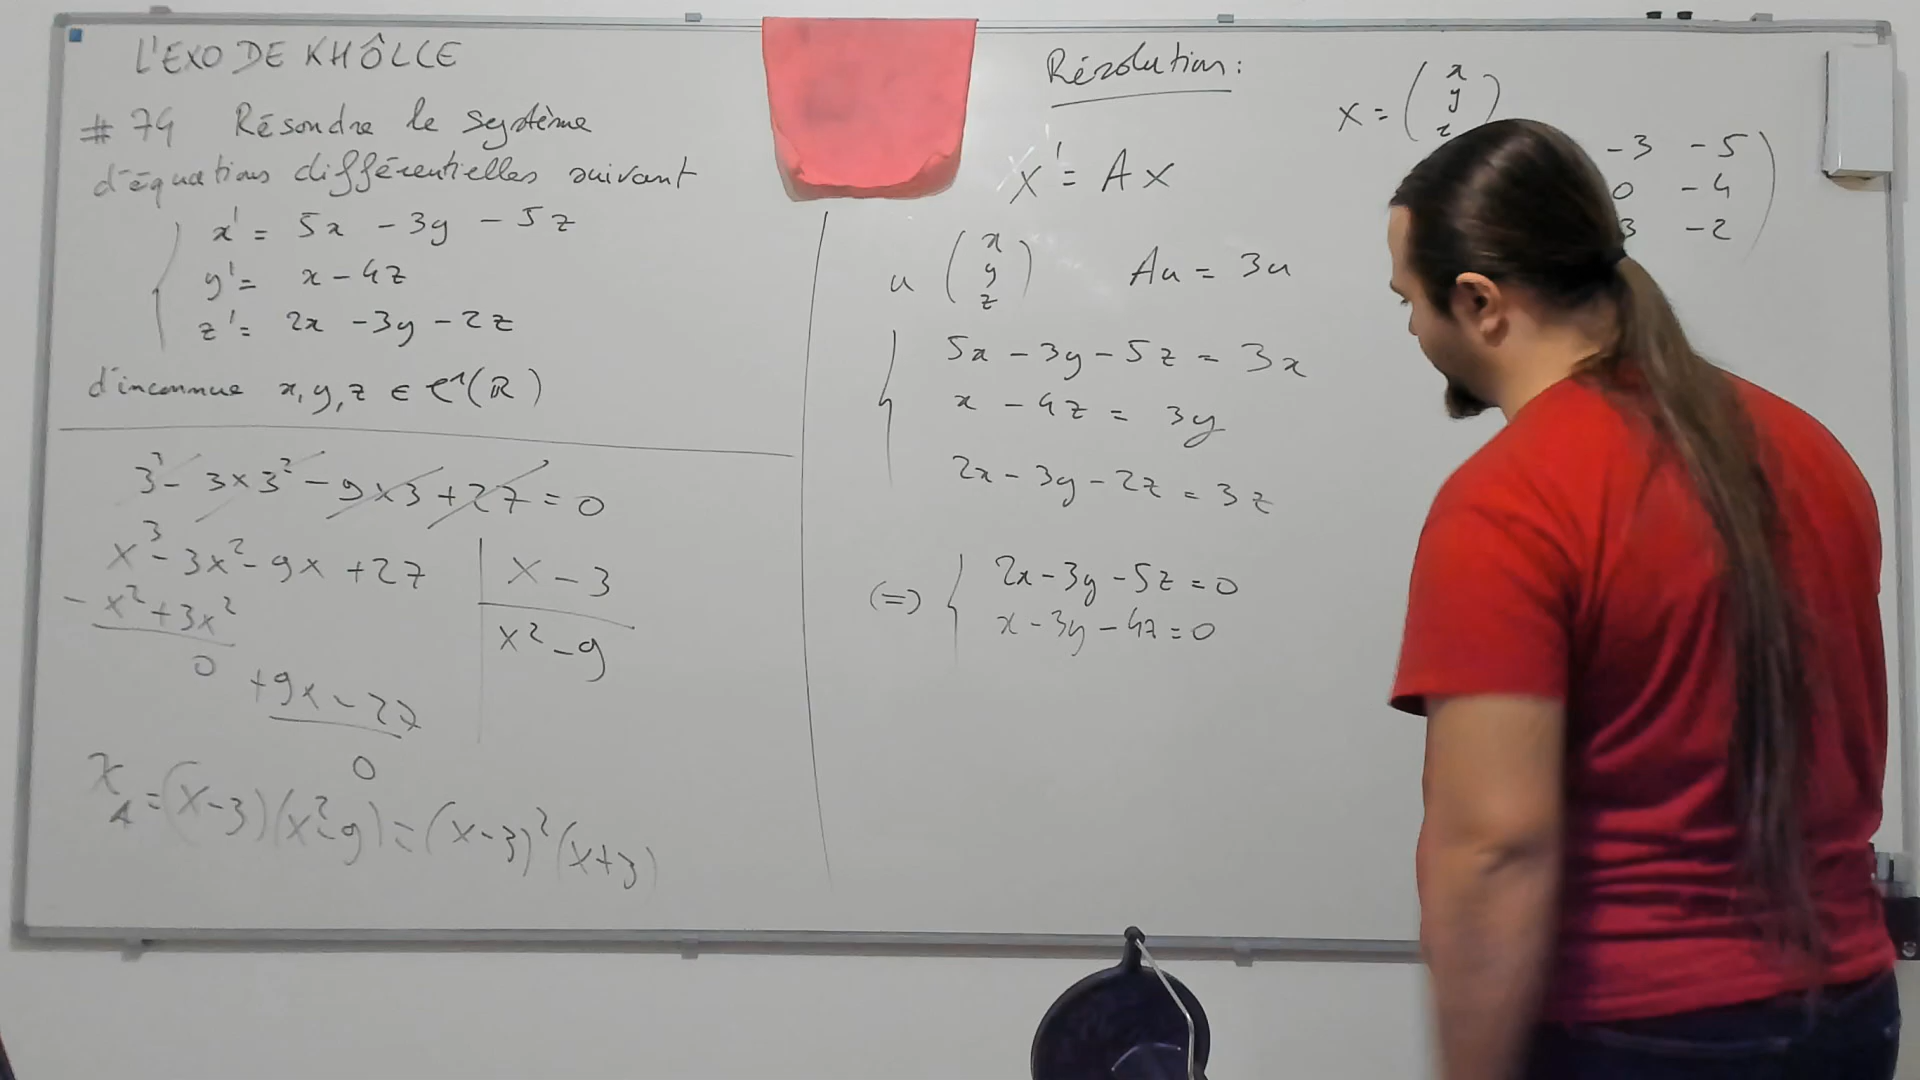 L'EXO DE KHÔLLE
# 79 Résoudre le système
d'équations différentielles suivant
x' = 5x - 3y - 5z
y' = x - 4z
z' = 2x - 3y - 2z
d'inconnue x, y, z ∈ C¹(ℝ)
3³ - 3×3² - 9×3 + 27 = 0
X³ - 3X² - 9X + 27 | X - 3
- X² + 3X² | X² - 9
0
+9X - 27
0
χ_A = (X-3)(X²-9) = (X-3)²(X+3)
Résolution :
X = (x y z)
X' = AX
-3 -5
0 -4
3 -2
u (x y z) Au = 3u
5x - 3y - 5z = 3x
x - 4z = 3y
2x - 3y - 2z = 3z
(=) { 2x - 3y - 5z = 0
x - 3y - 4z = 0